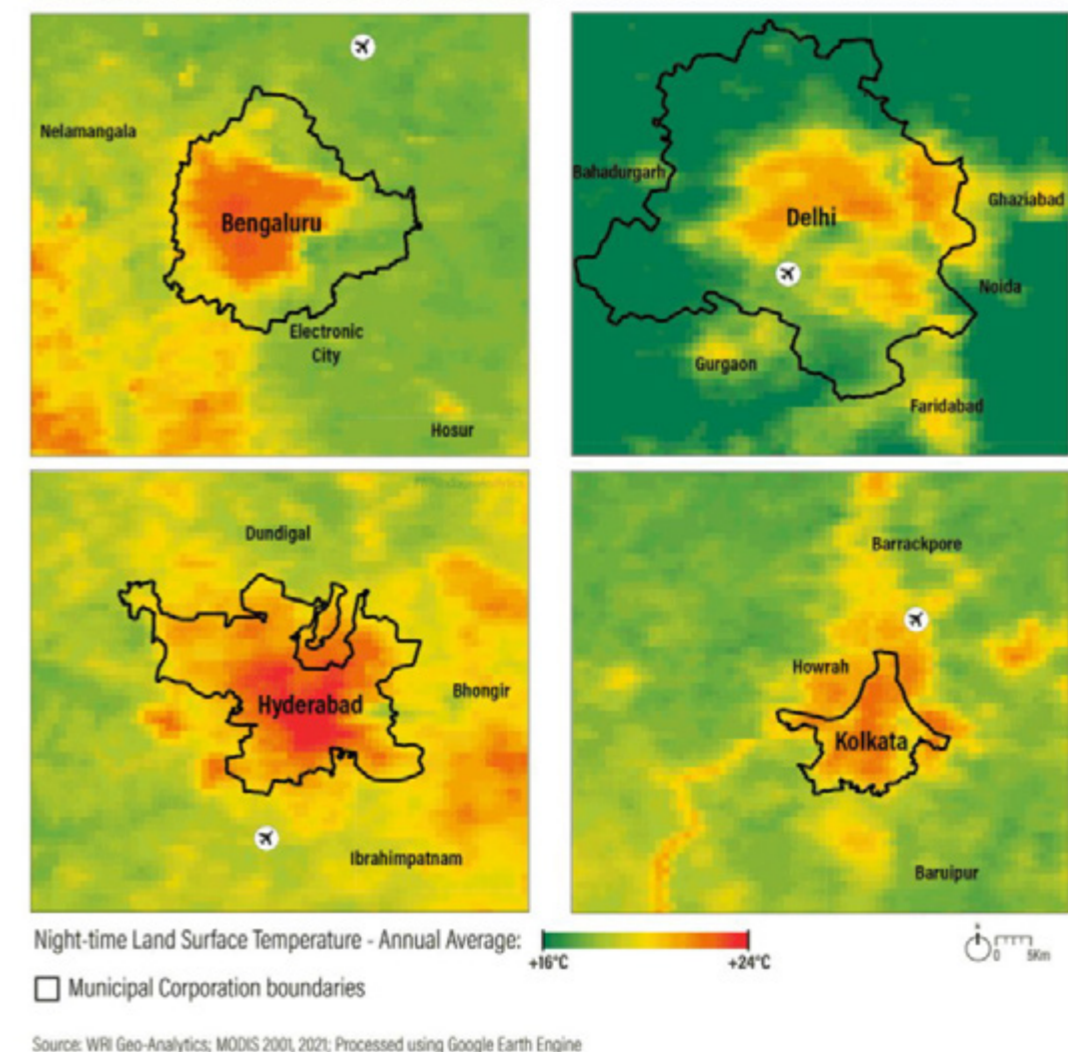 Nelamangala
Bengaluru
Electronic
City
Hosur
Bahadurgarh
Ghaziabad
Delhi
Noida
Gurgaon
Faridabad
Dundigal
Hyderabad
Bhongir
Ibrahimpatnam
Barrackpore
Howrah
Kolkata
Baruipur
Night-time Land Surface Temperature - Annual Average:
+16°C
+24°C
0 5Km
Municipal Corporation boundaries
Source: WRI Geo-Analytics; MODIS 2001, 2021; Processed using Google Earth Engine